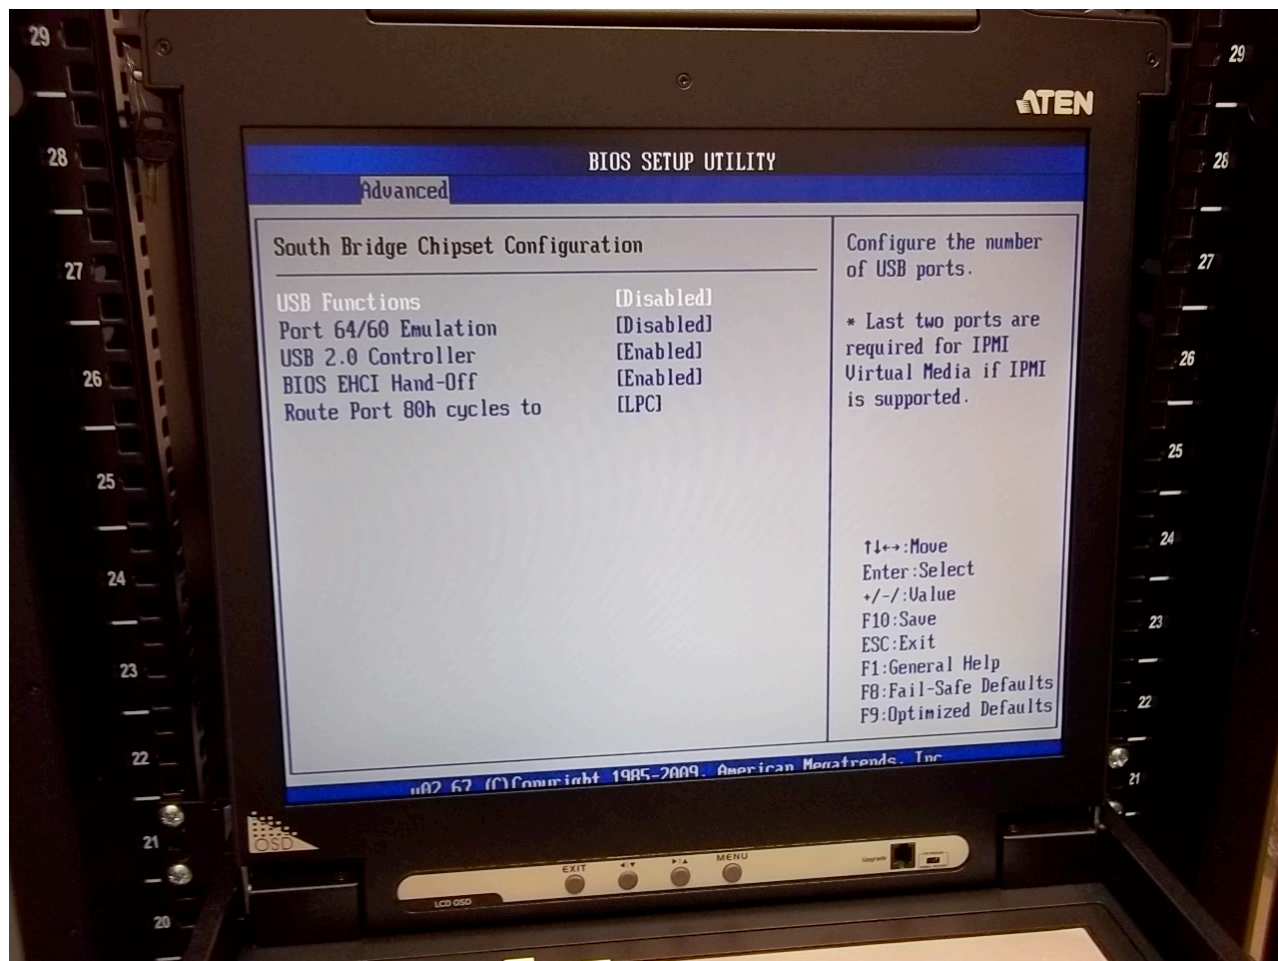 29
29
ATEN
28
28
BIOS SETUP UTILITY
Advanced
South Bridge Chipset Configuration
USB Functions [Disabled]
Port 64/60 Emulation [Disabled]
USB 2.0 Controller [Enabled]
BIOS EHCI Hand-Off [Enabled]
Route Port 80h cycles to [LPC]
Configure the number
of USB ports.
* Last two ports are
required for IPMI
Virtual Media if IPMI
is supported.
↑↓←→:Move
Enter:Select
+/-/:Value
F10:Save
ESC:Exit
F1:General Help
F8:Fail-Safe Defaults
F9:Optimized Defaults
v02.67 (C)Copyright 1985-2009, American Megatrends, Inc
27
27
26
26
25
25
24
24
23
23
22
22
21
21
20
OSD
EXIT
◄/▼
►/▲
MENU
LCD OSD
Upgrade